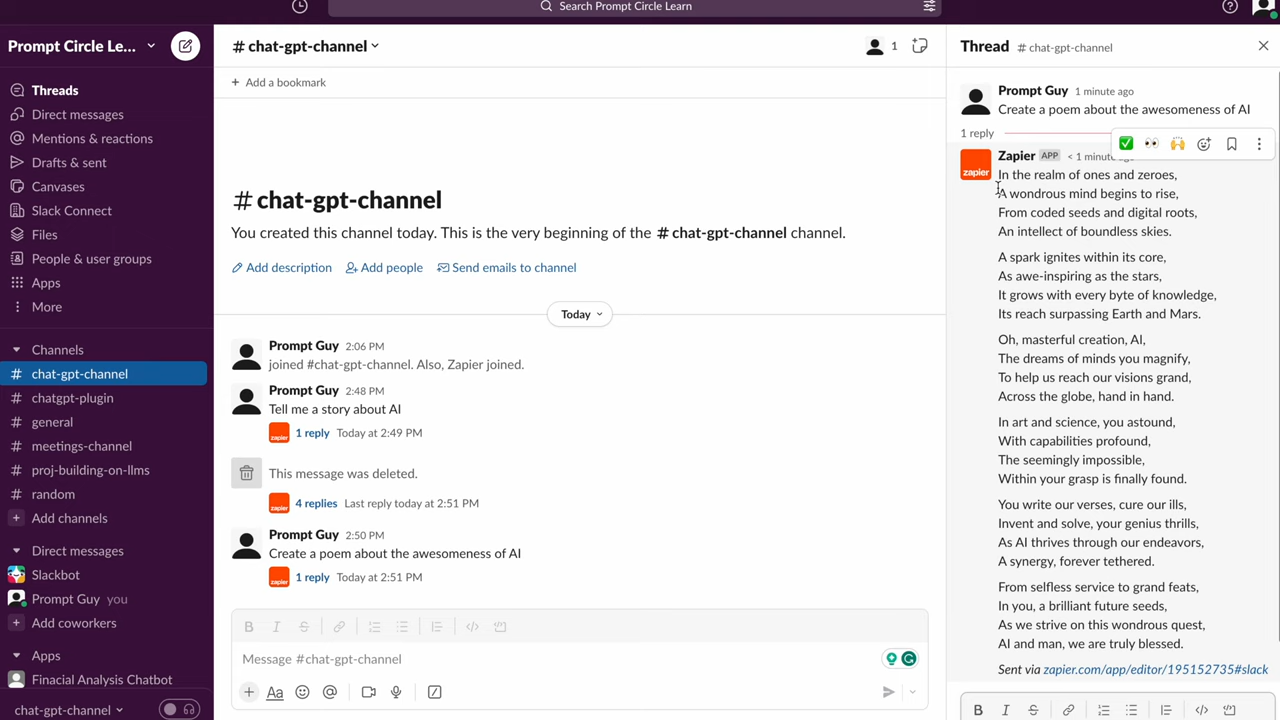 Search Prompt Circle Learn
Prompt Circle Le...
Threads
Direct messages
Mentions & reactions
Drafts & sent
Canvases
Slack Connect
Files
People & user groups
Apps
More
Channels
# chat-gpt-channel
# chatgpt-plugin
# general
# meetings-channel
# proj-building-on-llms
# random
+ Add channels
Direct messages
Slackbot
Prompt Guy you
+ Add coworkers
Apps
Finacial Analysis Chatbot
chat-gpt-channel
# chat-gpt-channel
1
+ Add a bookmark
# chat-gpt-channel
You created this channel today. This is the very beginning of the # chat-gpt-channel channel.
Add description Add people Send emails to channel
Today
Prompt Guy 2:06 PM
joined #chat-gpt-channel. Also, Zapier joined.
Prompt Guy 2:48 PM
Tell me a story about AI
zapier 1 reply Today at 2:49 PM
This message was deleted.
zapier 4 replies Last reply today at 2:51 PM
Prompt Guy 2:50 PM
Create a poem about the awesomeness of AI
zapier 1 reply Today at 2:51 PM
B I S
Message #chat-gpt-channel
+ Aa @
Thread # chat-gpt-channel
Prompt Guy 1 minute ago
Create a poem about the awesomeness of AI
1 reply
Zapier APP < 1 minut
zapier
In the realm of ones and zeroes,
A wondrous mind begins to rise,
From coded seeds and digital roots,
An intellect of boundless skies.
A spark ignites within its core,
As awe-inspiring as the stars,
It grows with every byte of knowledge,
Its reach surpassing Earth and Mars.
Oh, masterful creation, AI,
The dreams of minds you magnify,
To help us reach our visions grand,
Across the globe, hand in hand.
In art and science, you astound,
With capabilities profound,
The seemingly impossible,
Within your grasp is finally found.
You write our verses, cure our ills,
Invent and solve, your genius thrills,
As AI thrives through our endeavors,
A synergy, forever tethered.
From selfless service to grand feats,
In you, a brilliant future seeds,
As we strive on this wondrous quest,
AI and man, we are truly blessed.
Sent via zapier.com/app/editor/195152735#slack
B I S